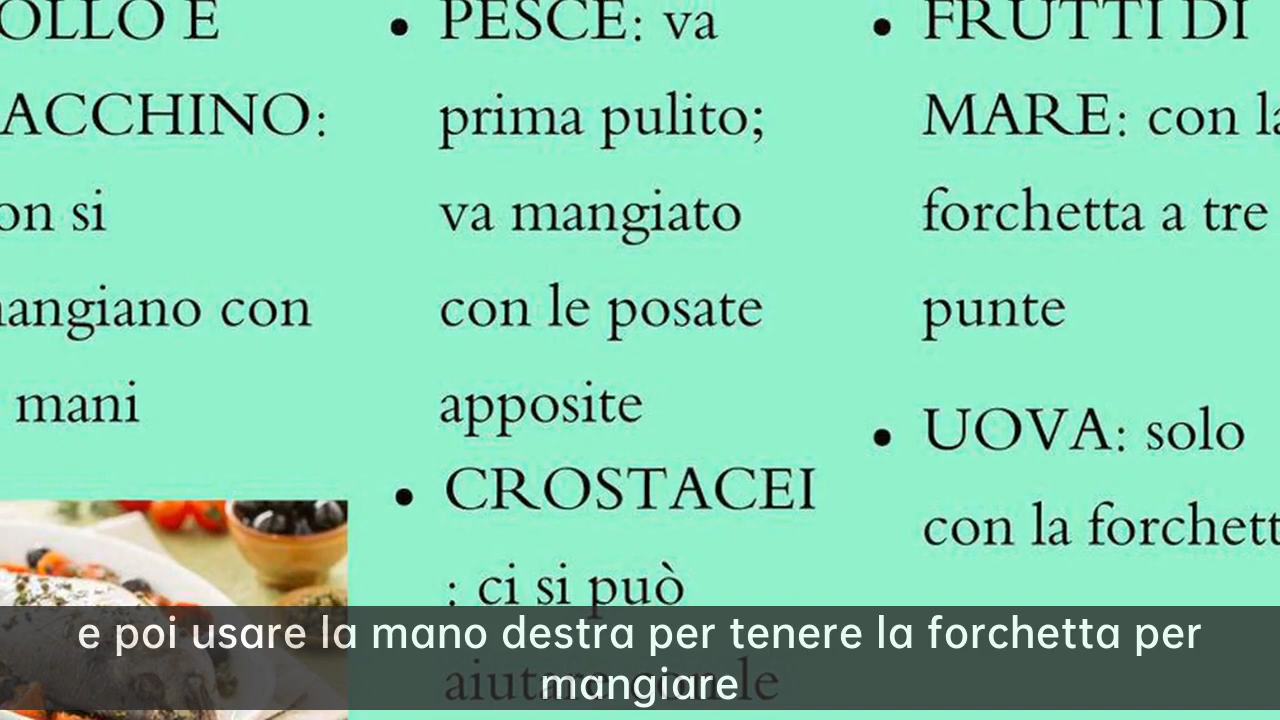 OLLO E
ACCHINO:
on si
mangiano con
mani
• PESCE: va
prima pulito;
va mangiato
con le posate
apposite
• CROSTACEI
: ci si può
• FRUTTI DI
MARE: con la
forchetta a tre
punte
• UOVA: solo
con la forchett
e poi usare la mano destra per tenere la forchetta per
mangiare